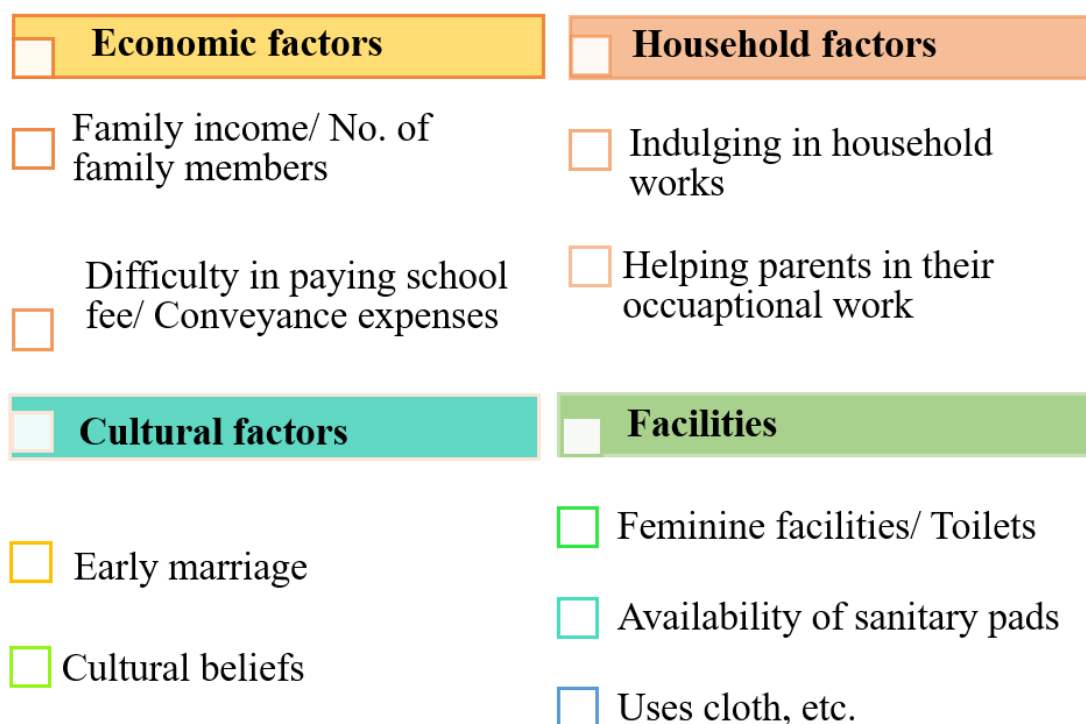 Economic factors
Family income/ No. of
family members
Difficulty in paying school
fee/ Conveyance expenses
Household factors
Indulging in household
works
Helping parents in their
occuaptional work
Cultural factors
Early marriage
Cultural beliefs
Facilities
Feminine facilities/ Toilets
Availability of sanitary pads
Uses cloth, etc.